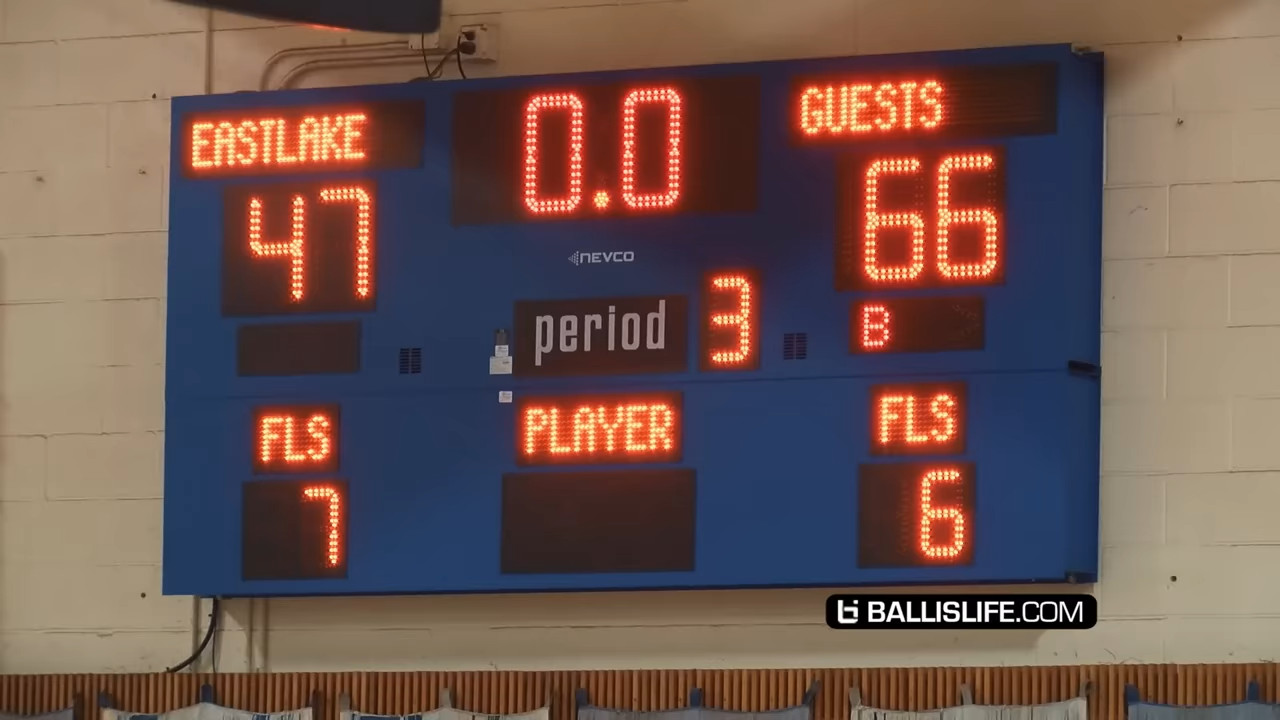 EASTLAKE
0.0
GUESTS
47
66
NEVCO
period
3
B
FLS
PLAYER
FLS
7
6
BALLISLIFE.COM